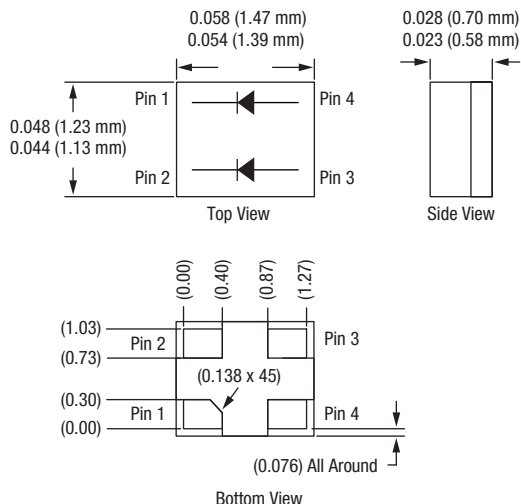 0.058 (1.47 mm)
0.054 (1.39 mm)
0.028 (0.70 mm)
0.023 (0.58 mm)
0.048 (1.23 mm)
0.044 (1.13 mm)
Pin 1
Pin 4
Pin 2
Pin 3
Top View
Side View
(0.00)
(0.40)
(0.87)
(1.27)
(1.03)
Pin 2
Pin 3
(0.73)
(0.138 x 45)
(0.30)
Pin 1
Pin 4
(0.00)
(0.076) All Around
Bottom View